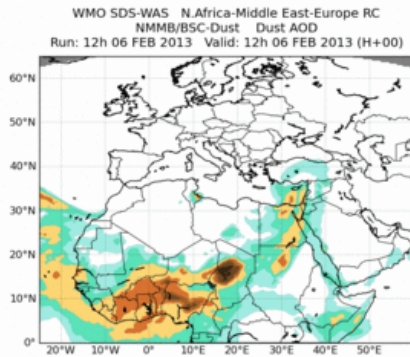 WMO SDS-WAS N.Africa-Middle East-Europe RC
NMMB/BSC-Dust Dust AOD
Run: 12h 06 FEB 2013 Valid: 12h 06 FEB 2013 (H+00)
60°N
50°N
40°N
30°N
20°N
10°N
0°
20°W 10°W 0° 10°E 20°E 30°E 40°E 50°E